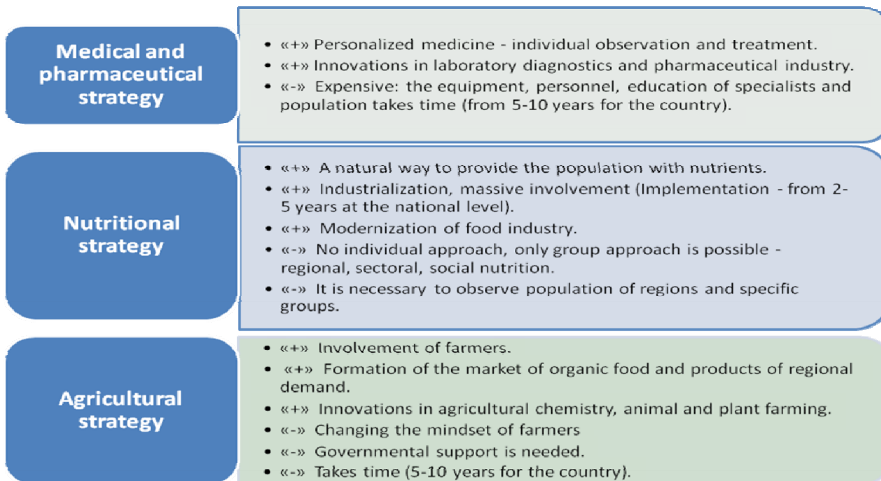 Medical and
pharmaceutical
strategy
• «+» Personalized medicine - individual observation and treatment.
• «+» Innovations in laboratory diagnostics and pharmaceutical industry.
• «-» Expensive: the equipment, personnel, education of specialists and
population takes time (from 5-10 years for the country).
Nutritional
strategy
• «+» A natural way to provide the population with nutrients.
• «+» Industrialization, massive involvement (Implementation - from 2-
5 years at the national level).
• «+» Modernization of food industry.
• «-» No individual approach, only group approach is possible -
regional, sectoral, social nutrition.
• «-» It is necessary to observe population of regions and specific
groups.
Agricultural
strategy
• «+» Involvement of farmers.
• «+» Formation of the market of organic food and products of regional
demand.
• «+» Innovations in agricultural chemistry, animal and plant farming.
• «-» Changing the mindset of farmers
• «-» Governmental support is needed.
• «-» Takes time (5-10 years for the country).